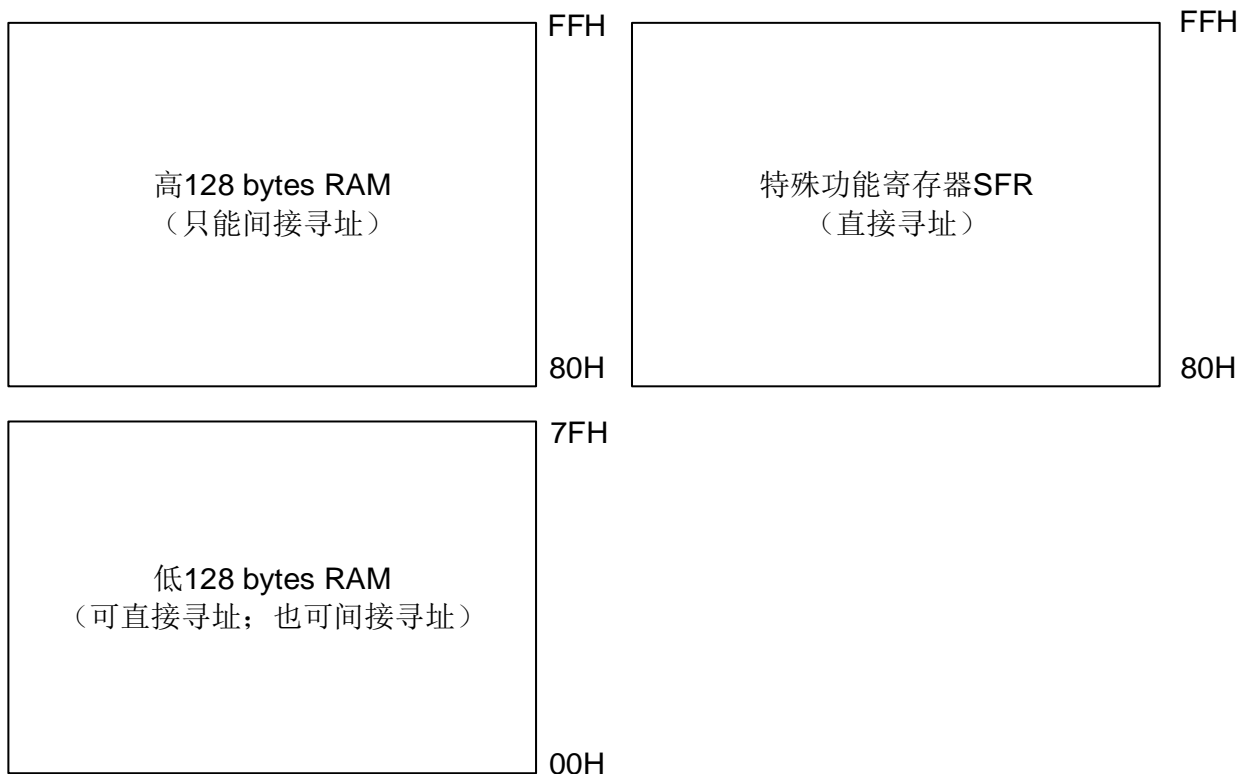 FFH
高128 bytes RAM
（只能间接寻址）
80H
FFH
特殊功能寄存器SFR
（直接寻址）
80H
7FH
低128 bytes RAM
（可直接寻址；也可间接寻址）
00H